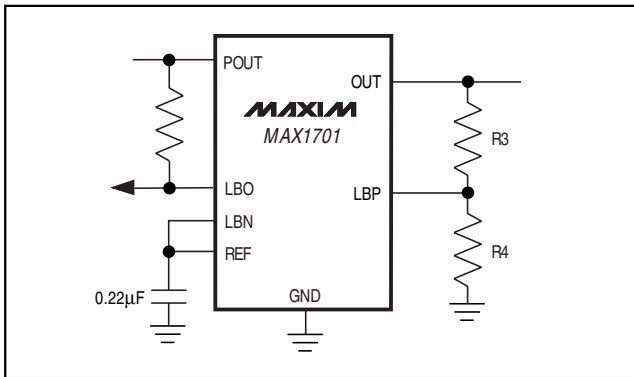 POUT
OUT
MAXIM
MAX1701
R3
LBO
LBP
LBN
REF
R4
0.22µF
GND